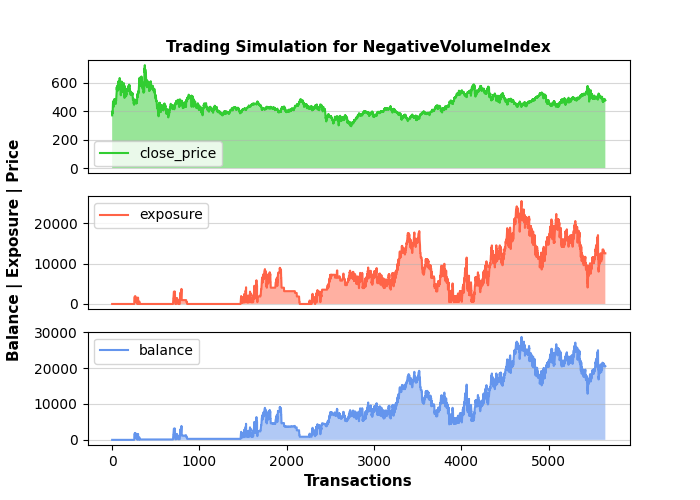 Trading Simulation for NegativeVolumeIndex
Balance | Exposure | Price
600
400
200
0
close_price
20000
10000
0
exposure
30000
20000
10000
0
balance
0 1000 2000 3000 4000 5000
Transactions